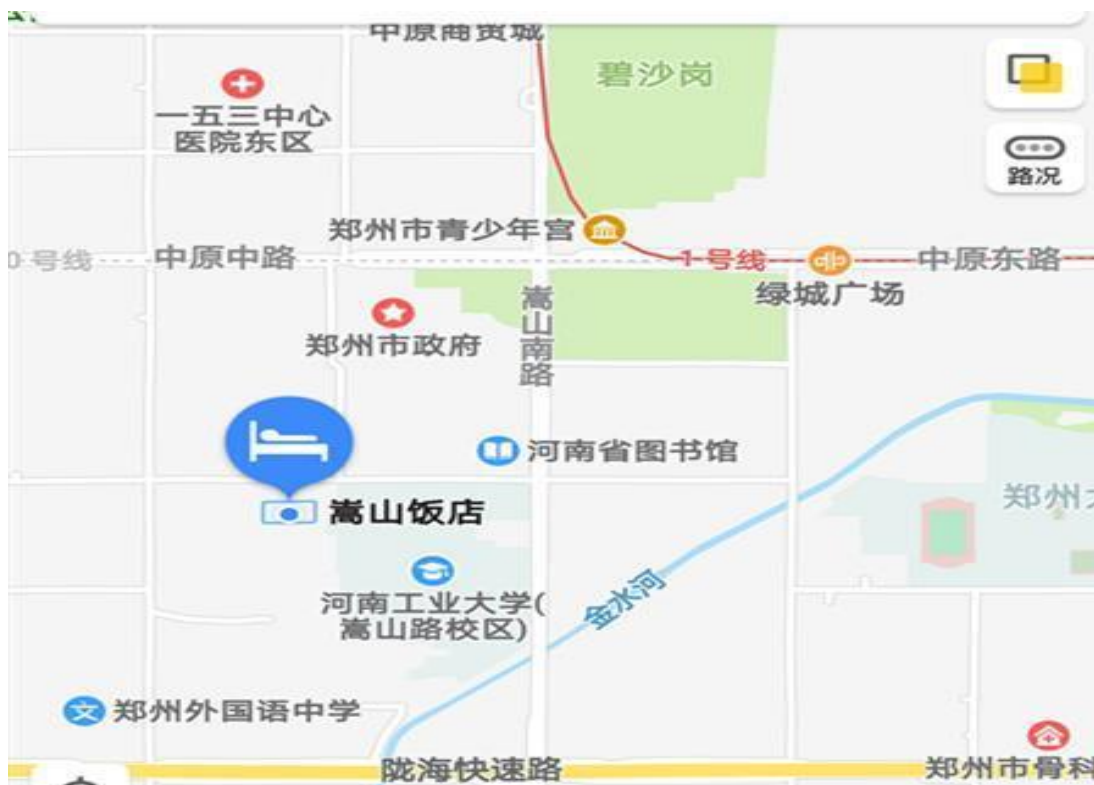 中原商贸城
碧沙岗
一五三中心
医院东区
路况
郑州市青少年宫
0号线
中原中路
1号线
中原东路
绿城广场
嵩山南路
郑州市政府
河南省图书馆
郑州大
嵩山饭店
河南工业大学(
嵩山路校区)
金水河
文
郑州外国语中学
陇海快速路
郑州市骨科